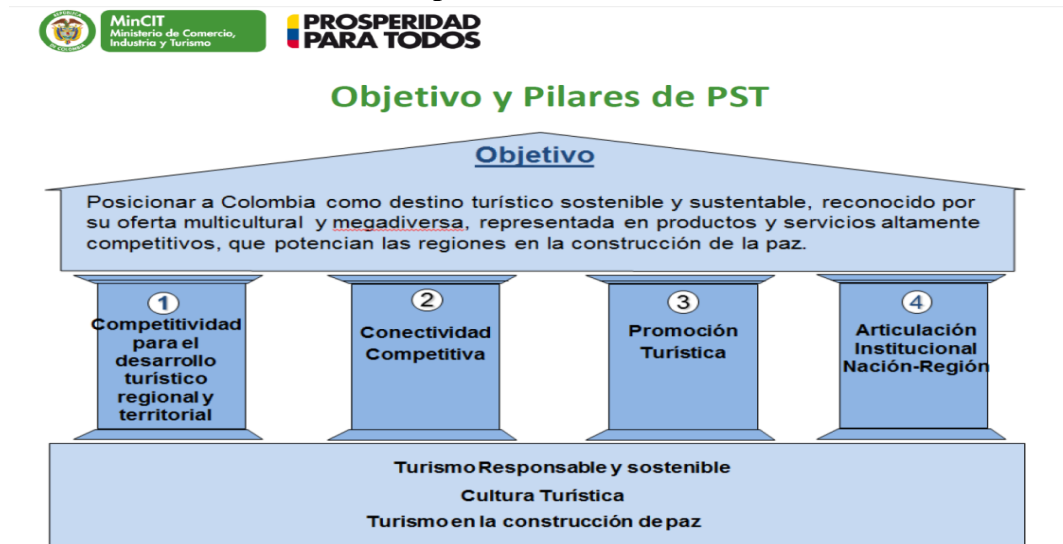 MinCIT
Ministerio de Comercio,
Industria y Turismo
PROSPERIDAD
PARA TODOS
Objetivo y Pilares de PST
Objetivo
Posicionar a Colombia como destino turístico sostenible y sustentable, reconocido por
su oferta multicultural y megadiversa, representada en productos y servicios altamente
competitivos, que potencian las regiones en la construcción de la paz.
1
Competitividad
para el
desarrollo
turístico
regional y
territorial
2
Conectividad
Competitiva
3
Promoción
Turística
4
Articulación
Institucional
Nación-Región
Turismo Responsable y sostenible
Cultura Turística
Turismo en la construcción de paz